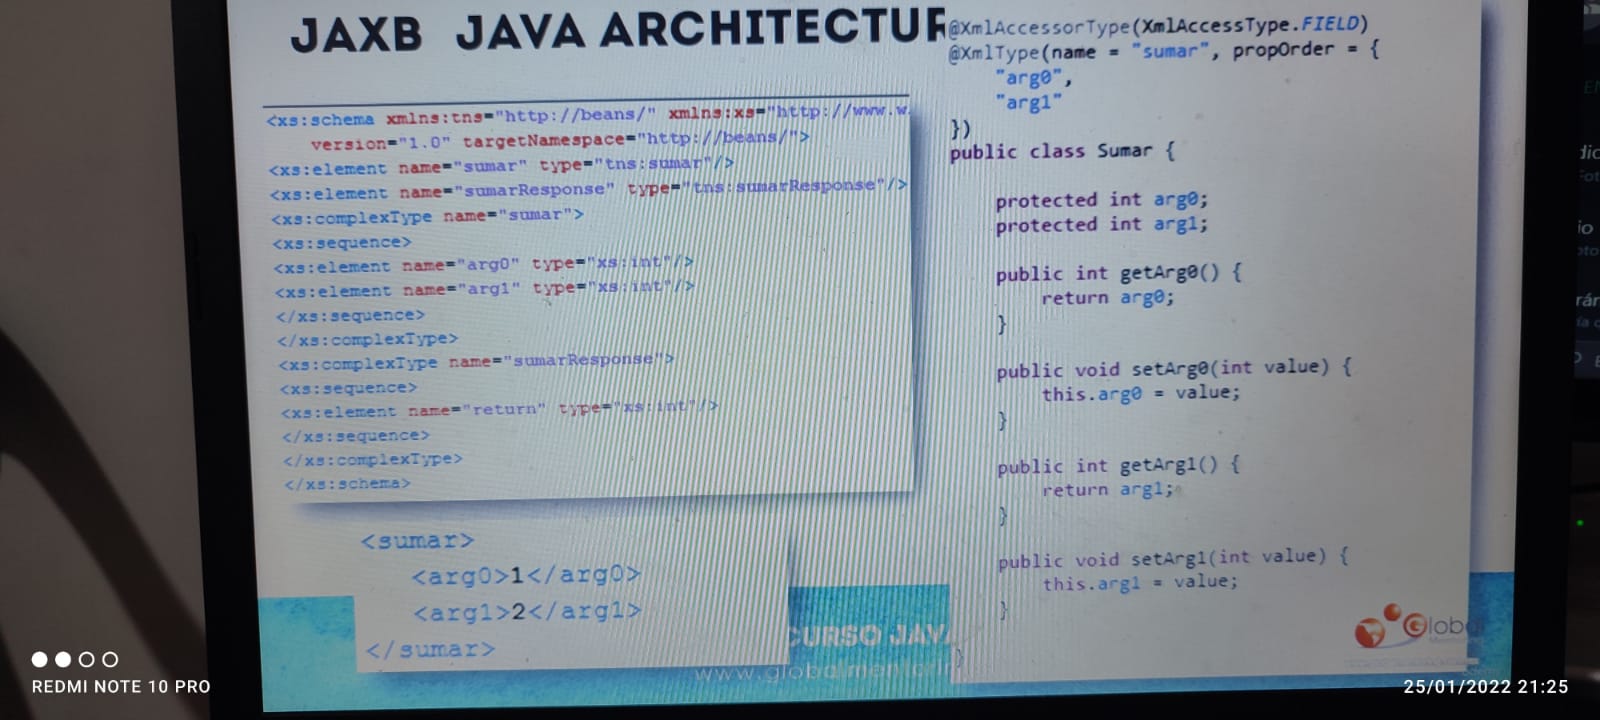 JAXB JAVA ARCHITECTUR
<xs:schema xmlns:tns="http://beans/" xmlns:xs="http://www.w.
version="1.0" targetNamespace="http://beans/">
<xs:element name="sumar" type="tns:sumar"/>
<xs:element name="sumarResponse" type="tns:sumarResponse"/>
<xs:complexType name="sumar">
<xs:sequence>
<xs:element name="arg0" type="xs:int"/>
<xs:element name="arg1" type="xs:int"/>
</xs:sequence>
</xs:complexType>
<xs:complexType name="sumarResponse">
<xs:sequence>
<xs:element name="return" type="xs:int"/>
</xs:sequence>
</xs:complexType>
</xs:schema>
<sumar>
<arg0>1</arg0>
<arg1>2</arg1>
</sumar>
@XmlAccessorType(XmlAccessType.FIELD)
@XmlType(name = "sumar", propOrder = {
"arg0",
"arg1"
})
public class Sumar {
protected int arg0;
protected int arg1;
public int getArg0() {
return arg0;
}
public void setArg0(int value) {
this.arg0 = value;
}
public int getArg1() {
return arg1;
}
public void setArg1(int value) {
this.arg1 = value;
}
}
CURSO JAVA
www.globalmentorin
Global
REDMI NOTE 10 PRO
25/01/2022 21:25